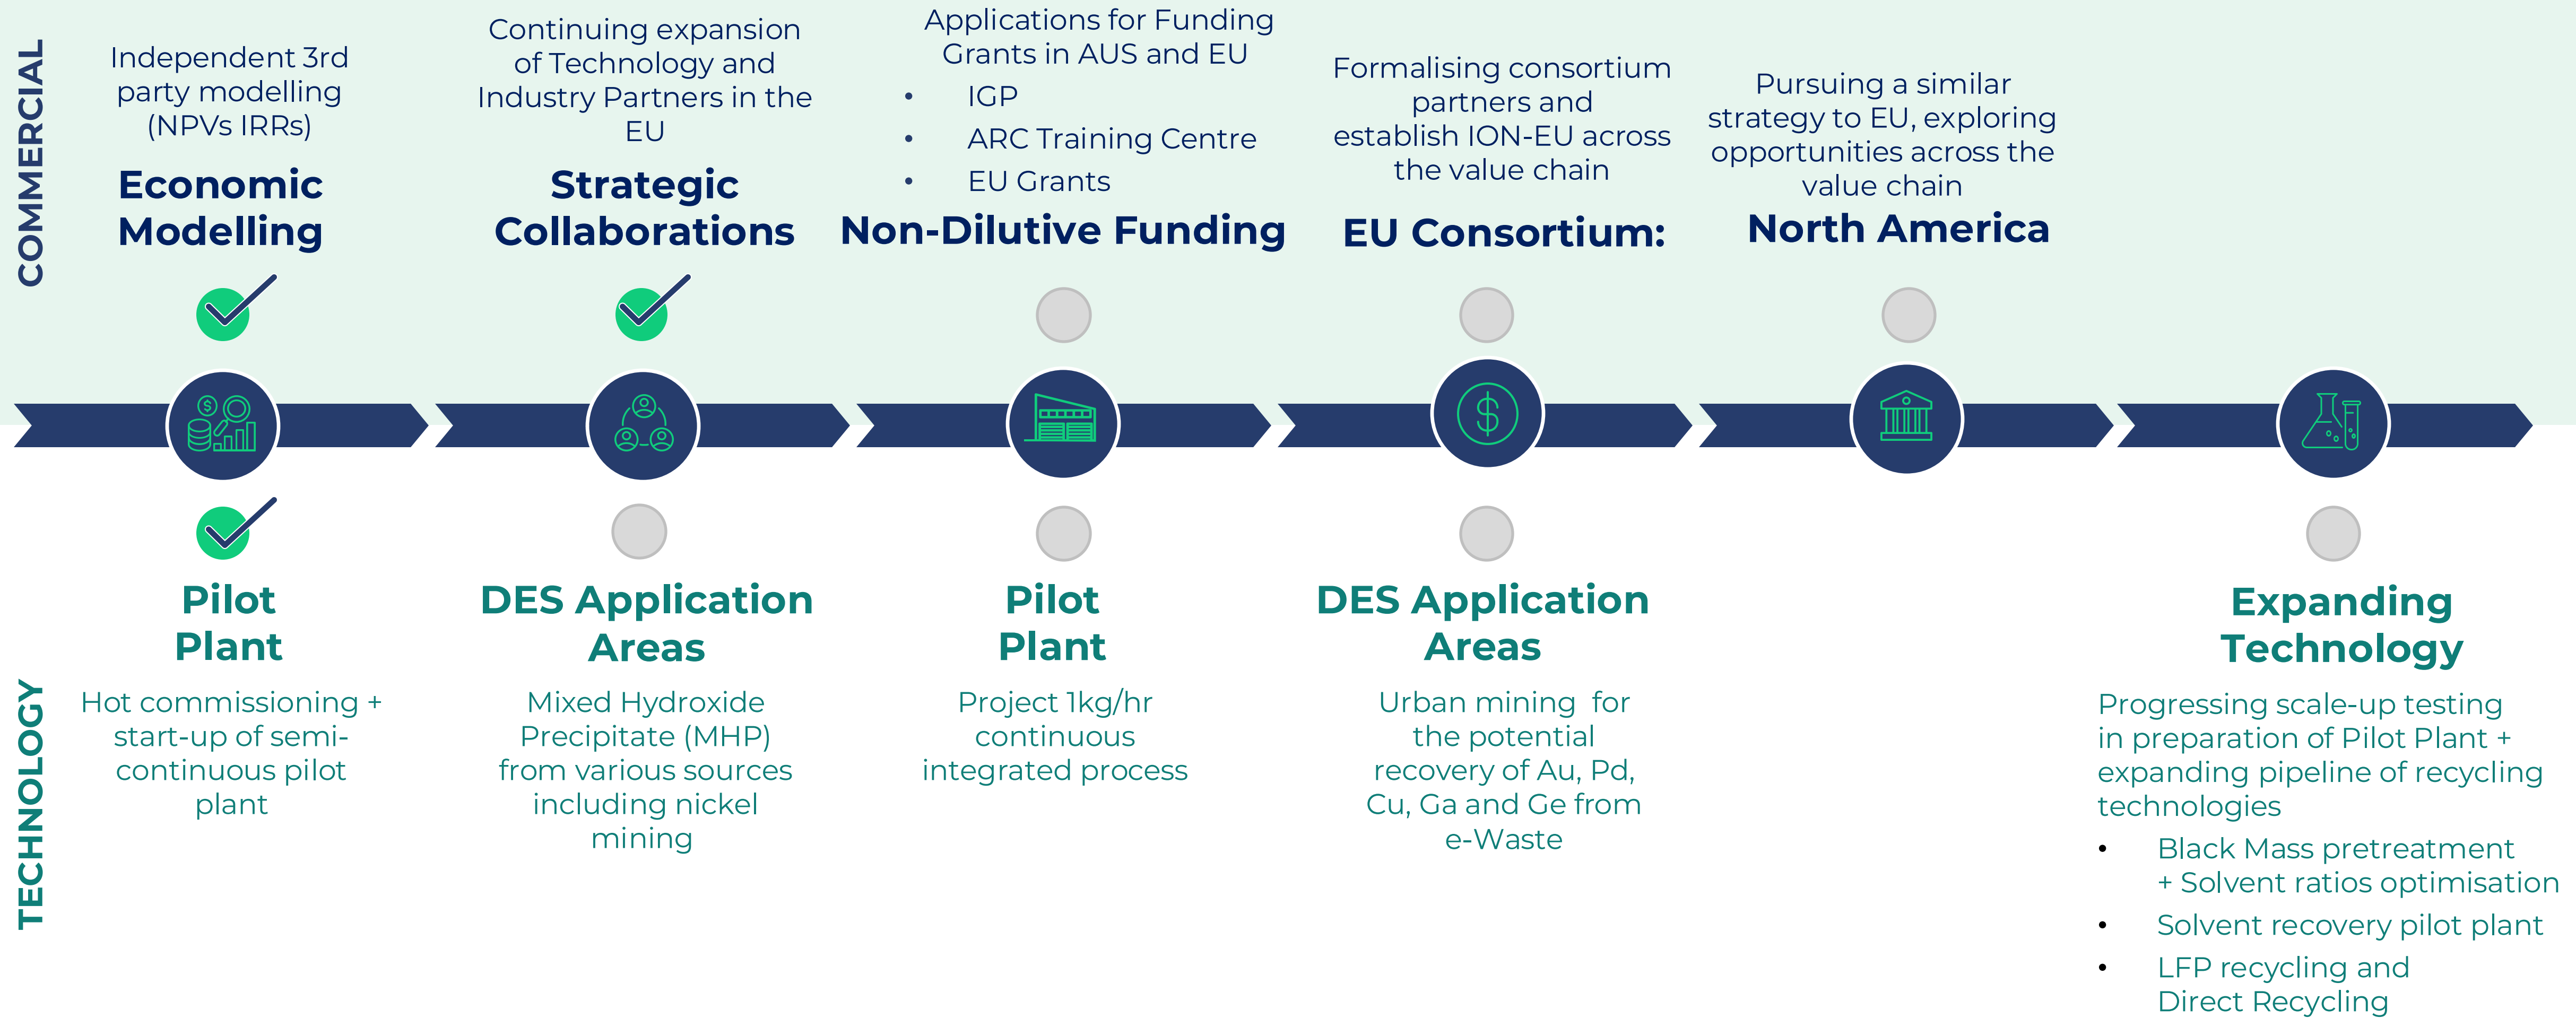 COMMERCIAL
Independent 3rd
party modelling
(NPVs IRRs)
Economic
Modelling
Continuing expansion
of Technology and
Industry Partners in the
EU
Strategic
Collaborations
Applications for Funding
Grants in AUS and EU
• IGP
• ARC Training Centre
• EU Grants
Non-Dilutive Funding
Formalising consortium
partners and
establish ION-EU across
the value chain
EU Consortium:
Pursuing a similar
strategy to EU, exploring
opportunities across the
value chain
North America
TECHNOLOGY
Pilot
Plant
Hot commissioning +
start-up of semi-
continuous pilot
plant
DES Application
Areas
Mixed Hydroxide
Precipitate (MHP)
from various sources
including nickel
mining
Pilot
Plant
Project 1kg/hr
continuous
integrated process
DES Application
Areas
Urban mining for
the potential
recovery of Au, Pd,
Cu, Ga and Ge from
e-Waste
Expanding
Technology
Progressing scale-up testing
in preparation of Pilot Plant +
expanding pipeline of recycling
technologies
• Black Mass pretreatment
+ Solvent ratios optimisation
• Solvent recovery pilot plant
• LFP recycling and
Direct Recycling